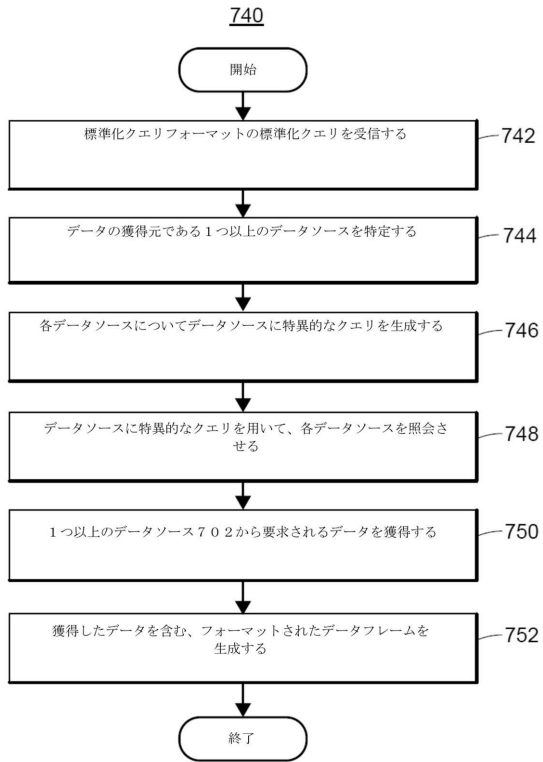 740
開始
標準化クエリフォーマットの標準化クエリを受信する
742
データの獲得元である１つ以上のデータソースを特定する
744
各データソースについてデータソースに特異的なクエリを生成する
746
データソースに特異的なクエリを用いて、各データソースを照会さ
せる
748
１つ以上のデータソース７０２から要求されるデータを獲得する
750
獲得したデータを含む、フォーマットされたデータフレームを
生成する
752
終了